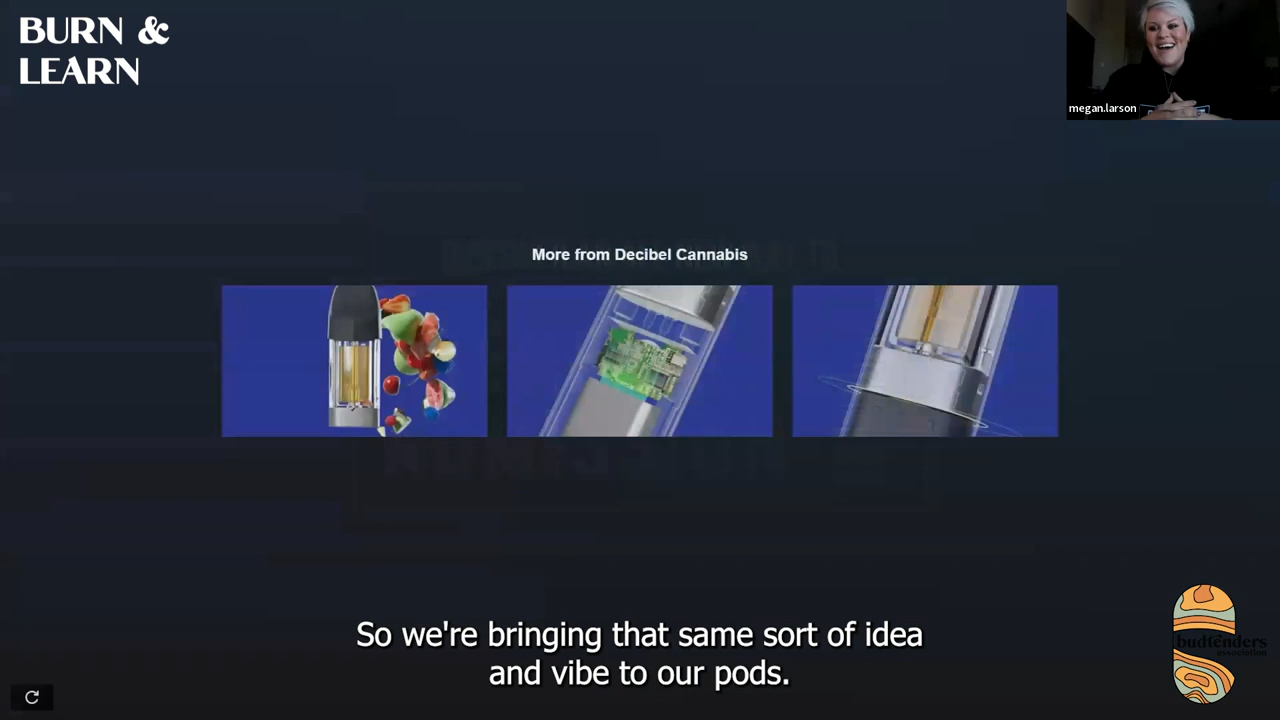 BURN &
LEARN
megan.larson
More from Decibel Cannabis
So we're bringing that same sort of idea
and vibe to our pods.
budtenders
association